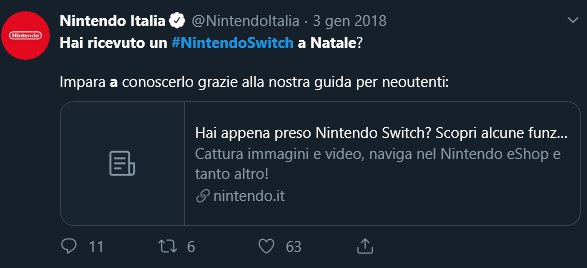 Nintendo
Nintendo Italia @NintendoItalia · 3 gen 2018
Hai ricevuto un #NintendoSwitch a Natale?
Impara a conoscerlo grazie alla nostra guida per neoutenti:
Hai appena preso Nintendo Switch? Scopri alcune funz...
Cattura immagini e video, naviga nel Nintendo eShop e
tanto altro!
nintendo.it
11 6 63